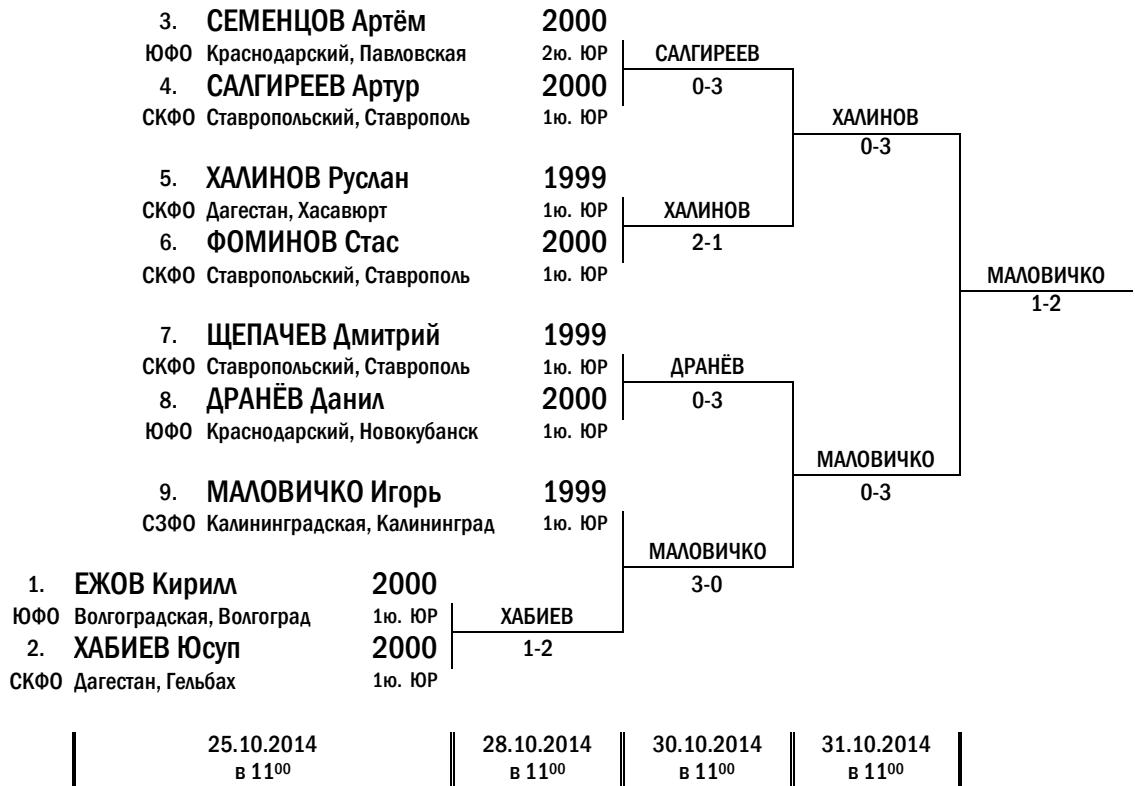 3. СЕМЕНЦОВ Артём 2000
ЮФО Краснодарский, Павловская 2ю. ЮР САЛГИРЕЕВ
4. САЛГИРЕЕВ Артур 2000 0-3
СКФО Ставропольский, Ставрополь 1ю. ЮР ХАЛИНОВ
0-3
5. ХАЛИНОВ Руслан 1999
СКФО Дагестан, Хасавюрт 1ю. ЮР ХАЛИНОВ
6. ФОМИНОВ Стас 2000 2-1
СКФО Ставропольский, Ставрополь 1ю. ЮР МАЛОВИЧКО
1-2
7. ЩЕПАЧЕВ Дмитрий 1999
СКФО Ставропольский, Ставрополь 1ю. ЮР ДРАНЁВ
8. ДРАНЁВ Данил 2000 0-3
ЮФО Краснодарский, Новокубанск 1ю. ЮР
МАЛОВИЧКО
9. МАЛОВИЧКО Игорь 1999 0-3
СЗФО Калининградская, Калининград 1ю. ЮР
МАЛОВИЧКО
1. ЕЖОВ Кирилл 2000 3-0
ЮФО Волгоградская, Волгоград 1ю. ЮР ХАБИЕВ
2. ХАБИЕВ Юсуп 2000 1-2
СКФО Дагестан, Гельбах 1ю. ЮР
25.10.2014 28.10.2014 30.10.2014 31.10.2014
в 11⁰⁰ в 11⁰⁰ в 11⁰⁰ в 11⁰⁰